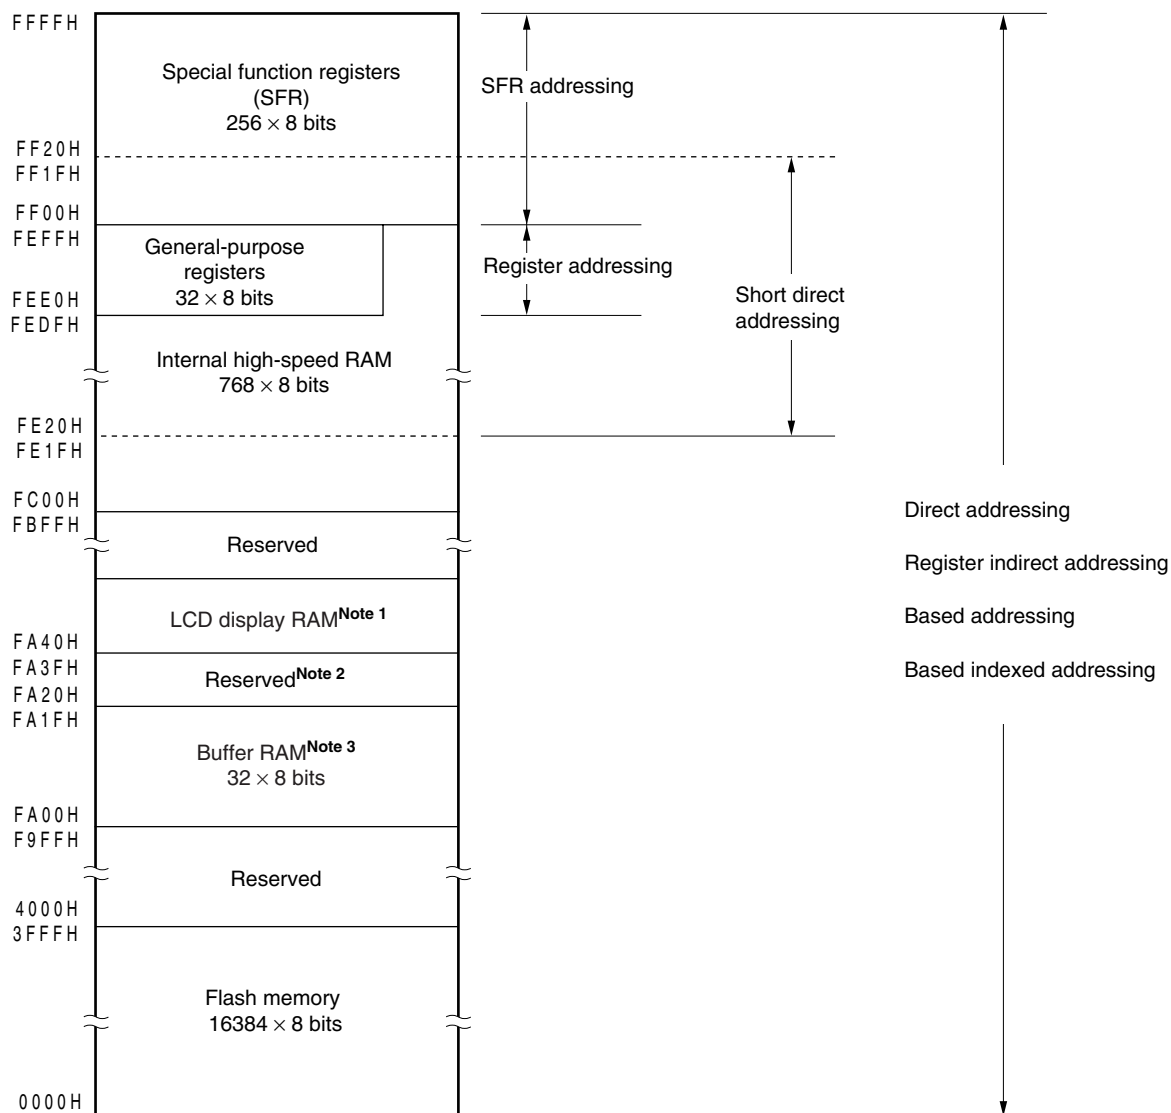 FFFFH
Special function registers
(SFR)
256 × 8 bits
SFR addressing
FF20H
FF1FH
FF00H
FEFFH
General-purpose
registers
32 × 8 bits
Register addressing
FEE0H
FEDFH
Short direct
addressing
Internal high-speed RAM
768 × 8 bits
FE20H
FE1FH
FC00H
FBFFH
Reserved
Direct addressing
Register indirect addressing
Based addressing
Based indexed addressing
LCD display RAMNote 1
FA40H
FA3FH
Reserved Note 2
FA20H
FA1FH
Buffer RAMNote 3
32 × 8 bits
FA00H
F9FFH
Reserved
4000H
3FFFH
Flash memory
16384 × 8 bits
0000H